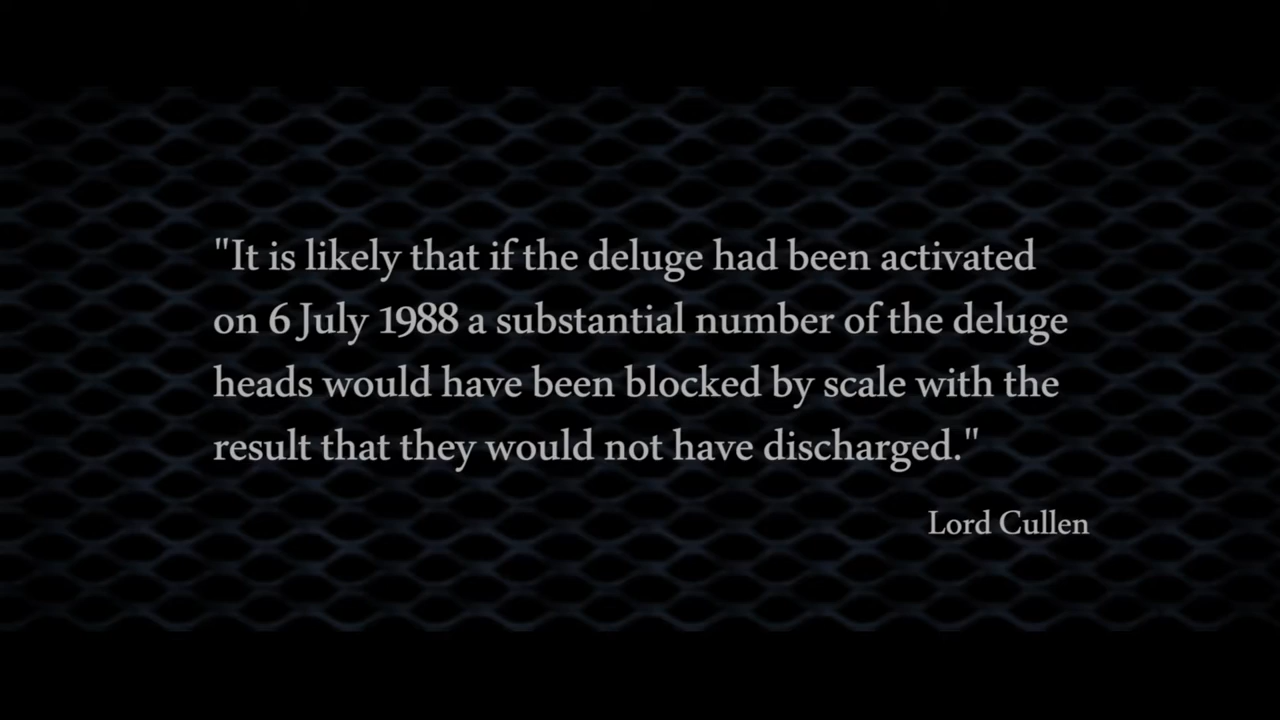 "It is likely that if the deluge had been activated
on 6 July 1988 a substantial number of the deluge
heads would have been blocked by scale with the
result that they would not have discharged."
Lord Cullen